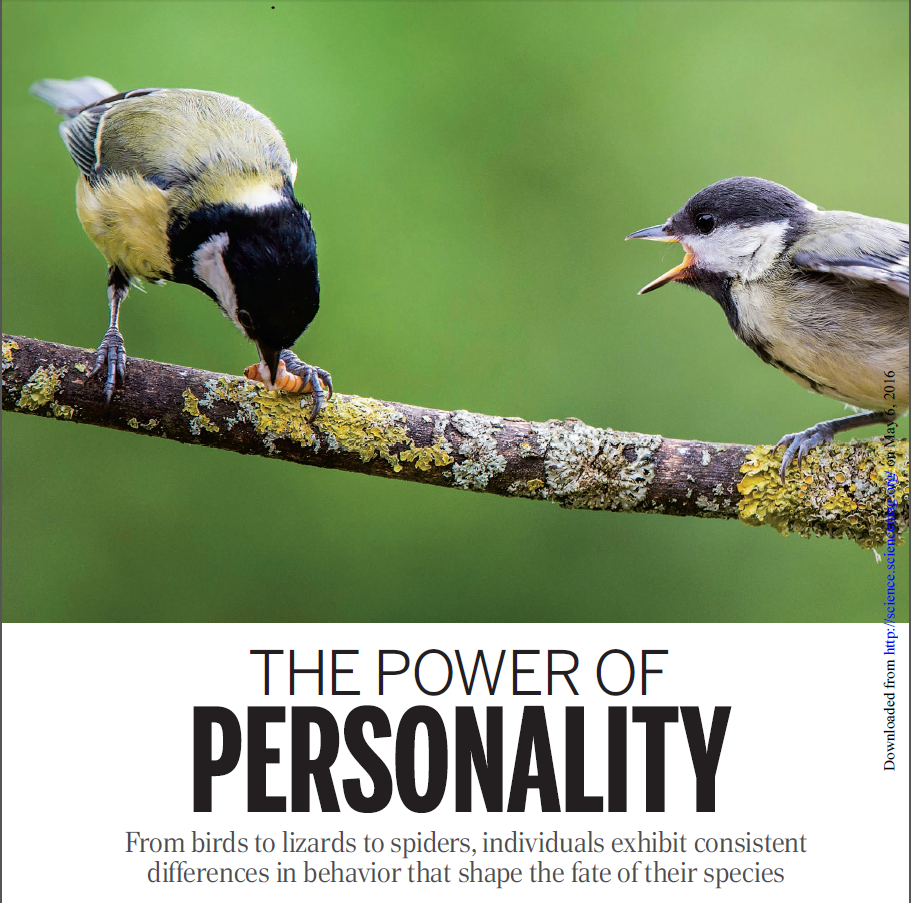 THE POWER OF
PERSONALITY
From birds to lizards to spiders, individuals exhibit consistent
differences in behavior that shape the fate of their species
Downloaded from http://science.sciencemag.org/ on May 6, 2016